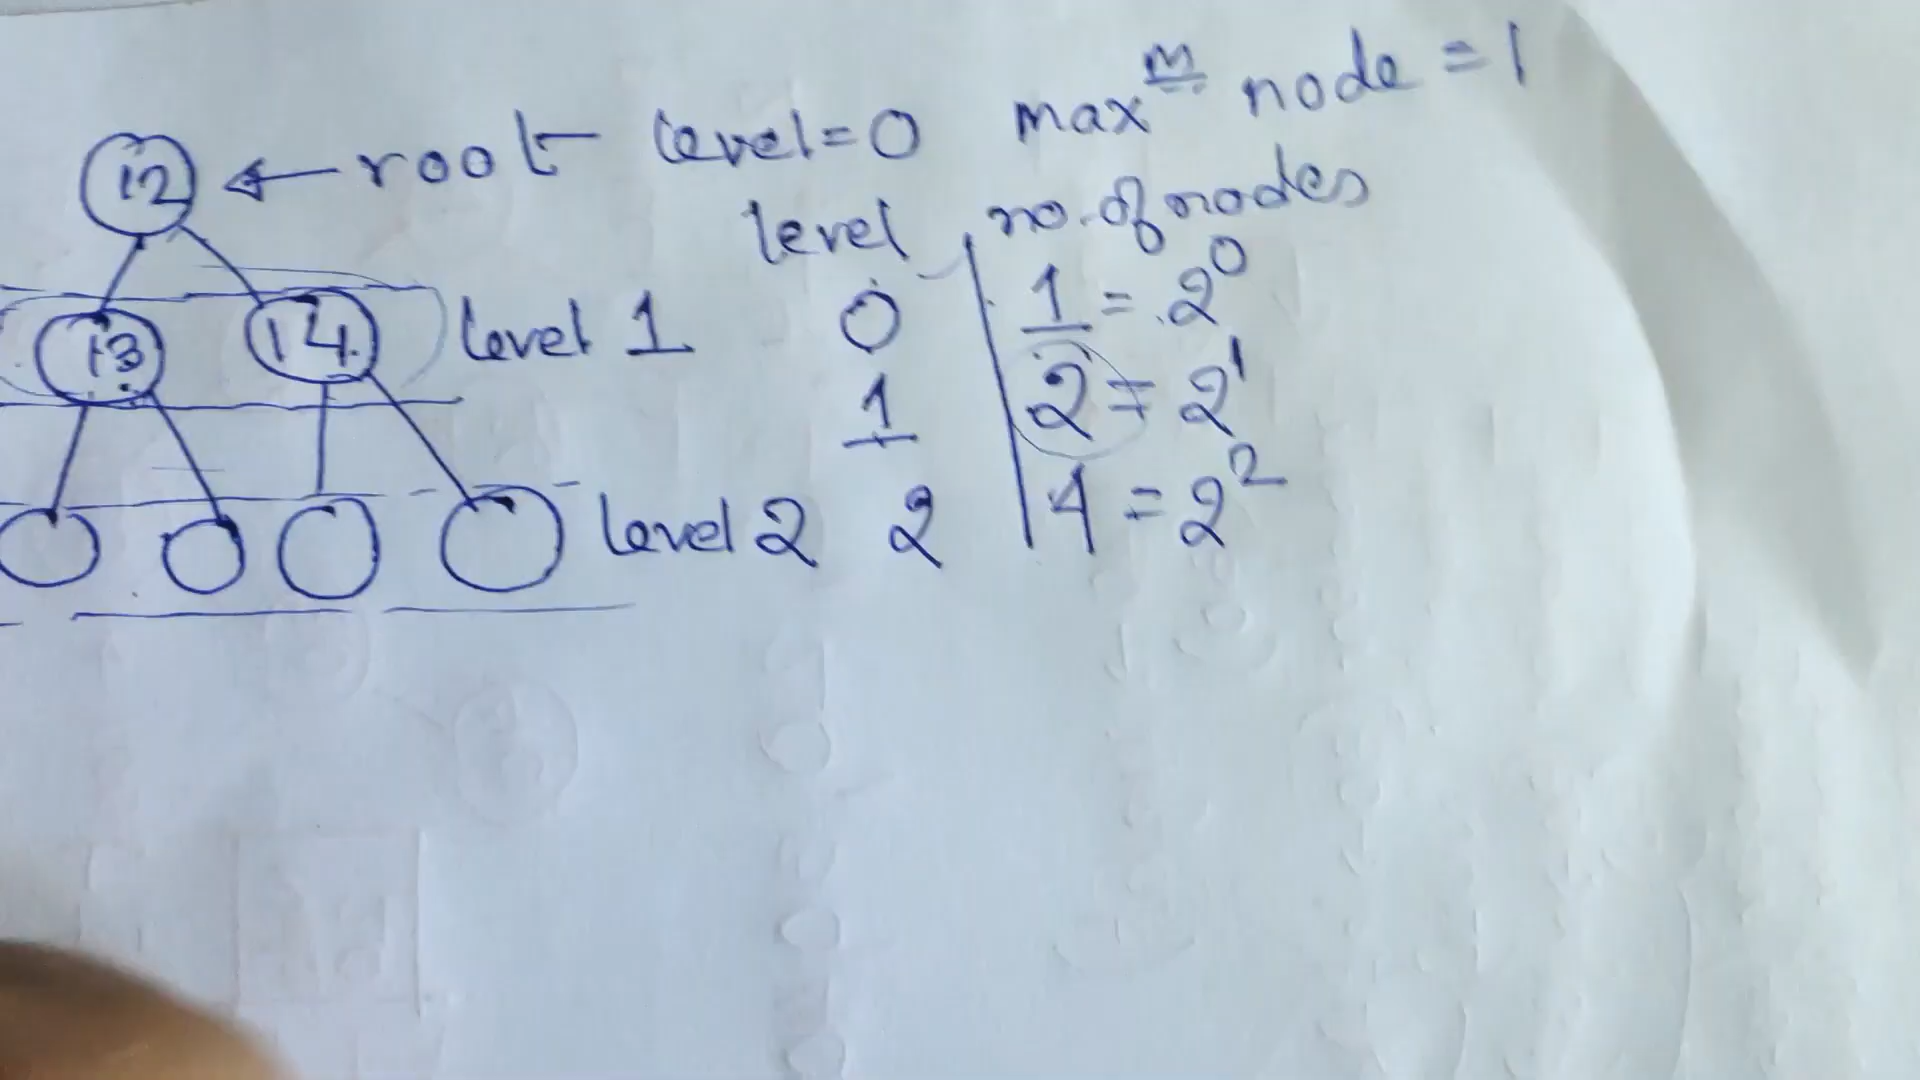 max^m node = 1
12 ← root level=0
level no. of nodes
0 1 = 2^0
13 14 level 1
1 2 = 2^1
level 2 2 4 = 2^2